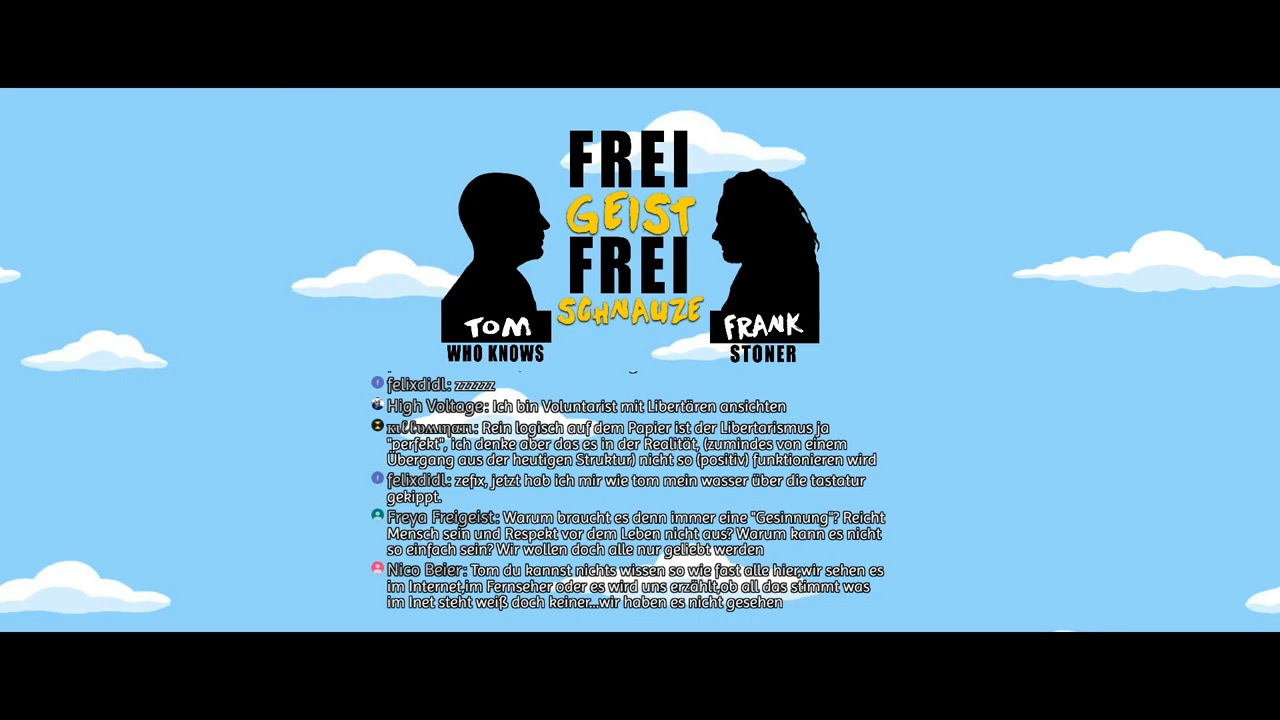 FREI
GEIST
FREI
SCHNAUZE
TOM
WHO KNOWS
FRANK
STONER
felixdidl: zzzzzz
High Voltage: Ich bin Voluntarist mit Libertären ansichten
Rein logisch auf dem Papier ist der Libertarismus ja
"perfekt", ich denke aber das es in der Realität, (zumindes von einem
Übergang aus der heutigen Struktur) nicht so (positiv) funktionieren wird
felixdidl: zefix, jetzt hab ich mir wie tom mein wasser über die tastatur
gekippt.
Freya Freigeist: Warum braucht es denn immer eine "Gesinnung"? Reicht
Mensch sein und Respekt vor dem Leben nicht aus? Warum kann es nicht
so einfach sein? Wir wollen doch alle nur geliebt werden
Nico Beier: Tom du kannst nichts wissen so wie fast alle hier,wir sehen es
im Internet,im Fernseher oder es wird uns erzählt,ob all das stimmt was
im Inet steht weiß doch keiner...wir haben es nicht gesehen